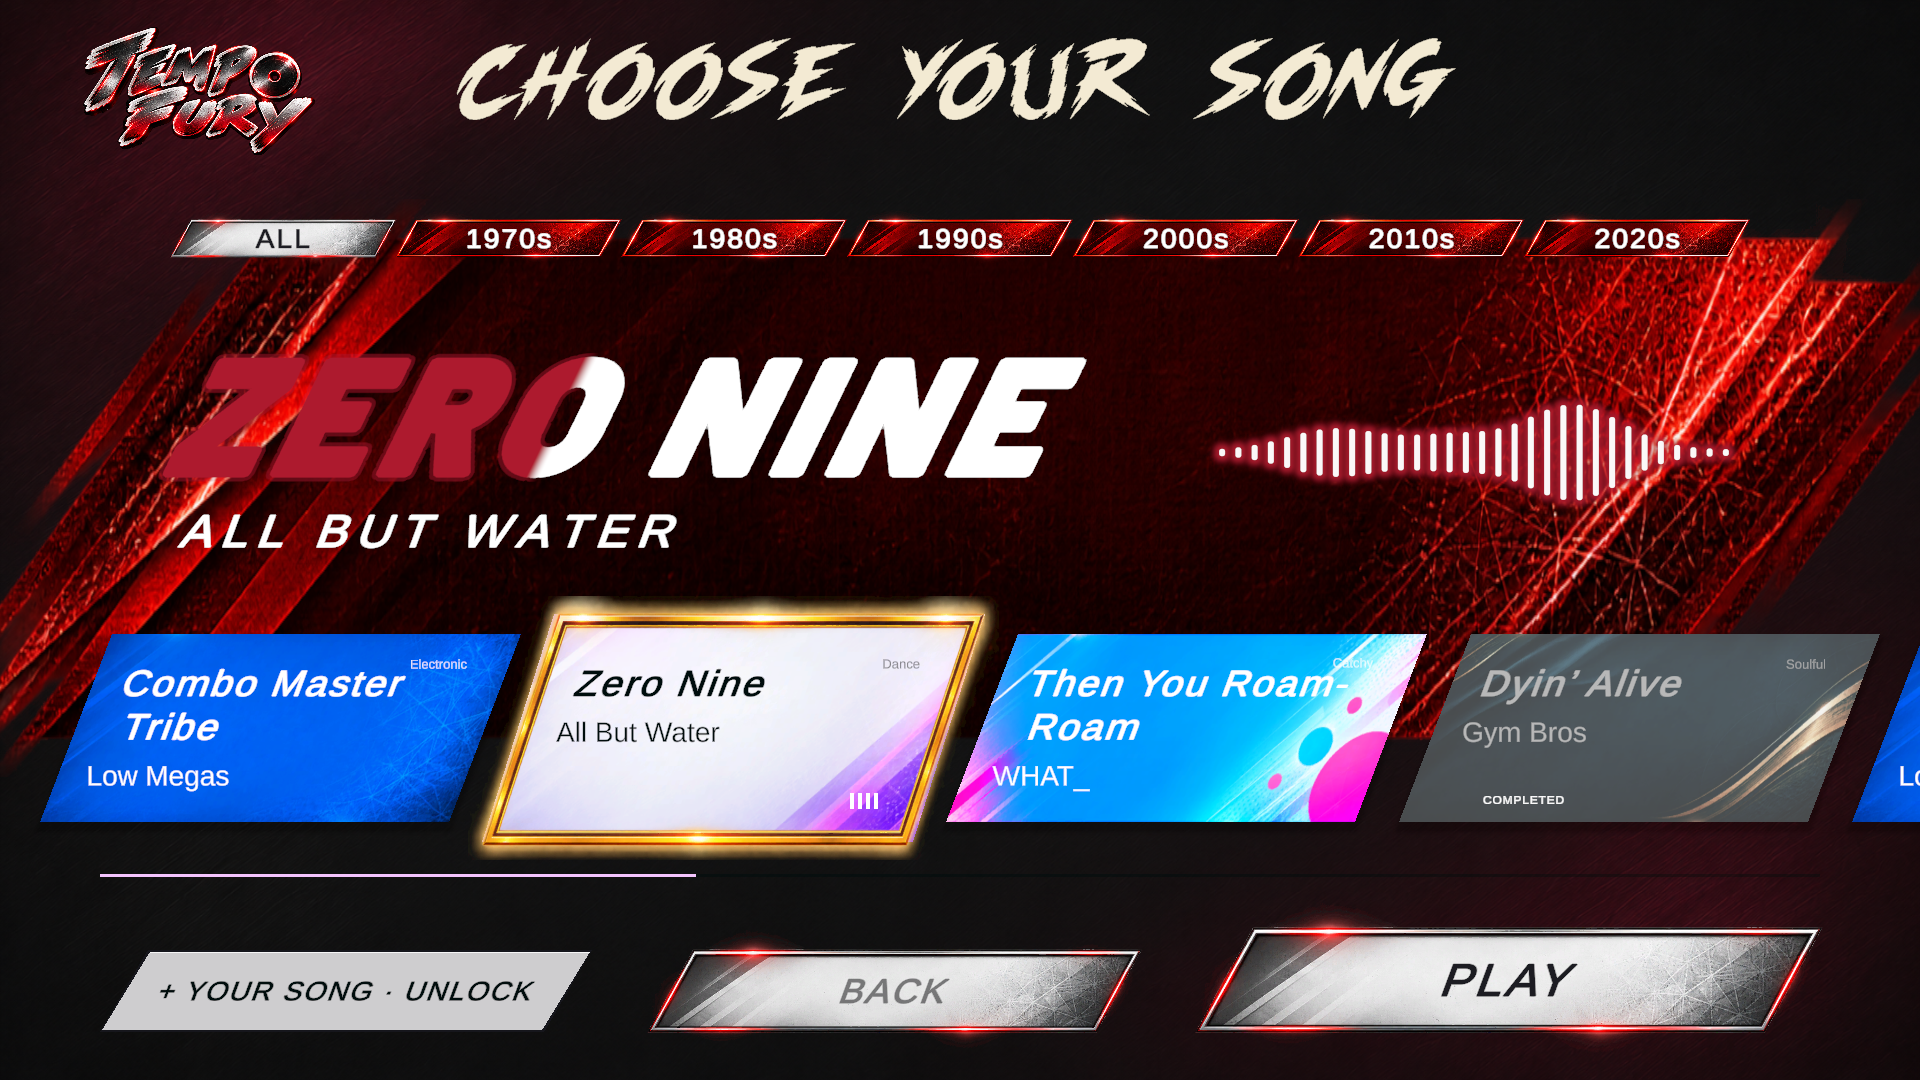 TEMPO
FURY
CHOOSE YOUR SONG
ALL
1970s
1980s
1990s
2000s
2010s
2020s
ZERO NINE
ALL BUT WATER
Electronic
Combo Master
Tribe
Low Megas
Dance
Zero Nine
All But Water
Catchy
Then You Roam-
Roam
WHAT_
Soulful
Dyin' Alive
Gym Bros
COMPLETED
Lo
+ YOUR SONG · UNLOCK
BACK
PLAY